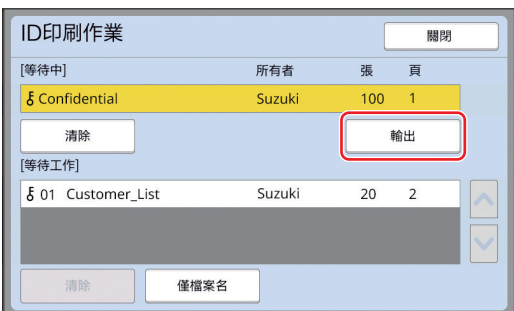 ID印刷作業 關閉
[等待中] 所有者 張 頁
Confidential Suzuki 100 1
清除 輸出
[等待工作]
01 Customer_List Suzuki 20 2
清除 僅檔案名